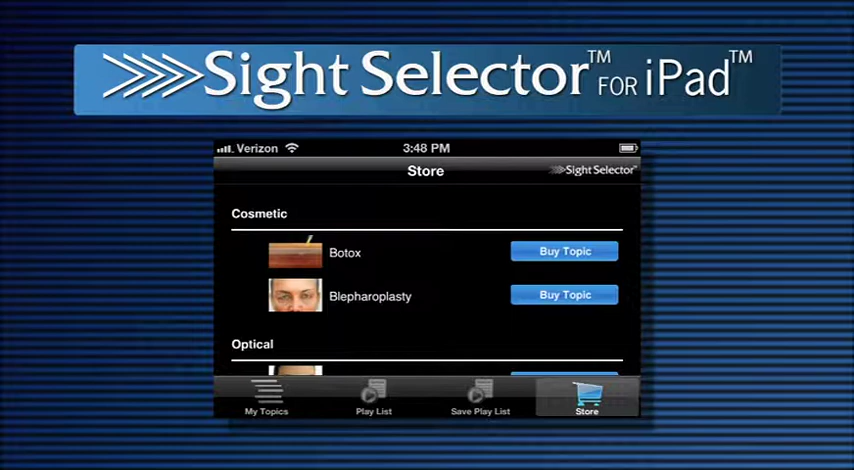 Sight Selector™ FOR iPad™
Verizon 3:48 PM
Store Sight Selector™
Cosmetic
Botox Buy Topic
Blepharoplasty Buy Topic
Optical
My Topics Play List Save Play List Store